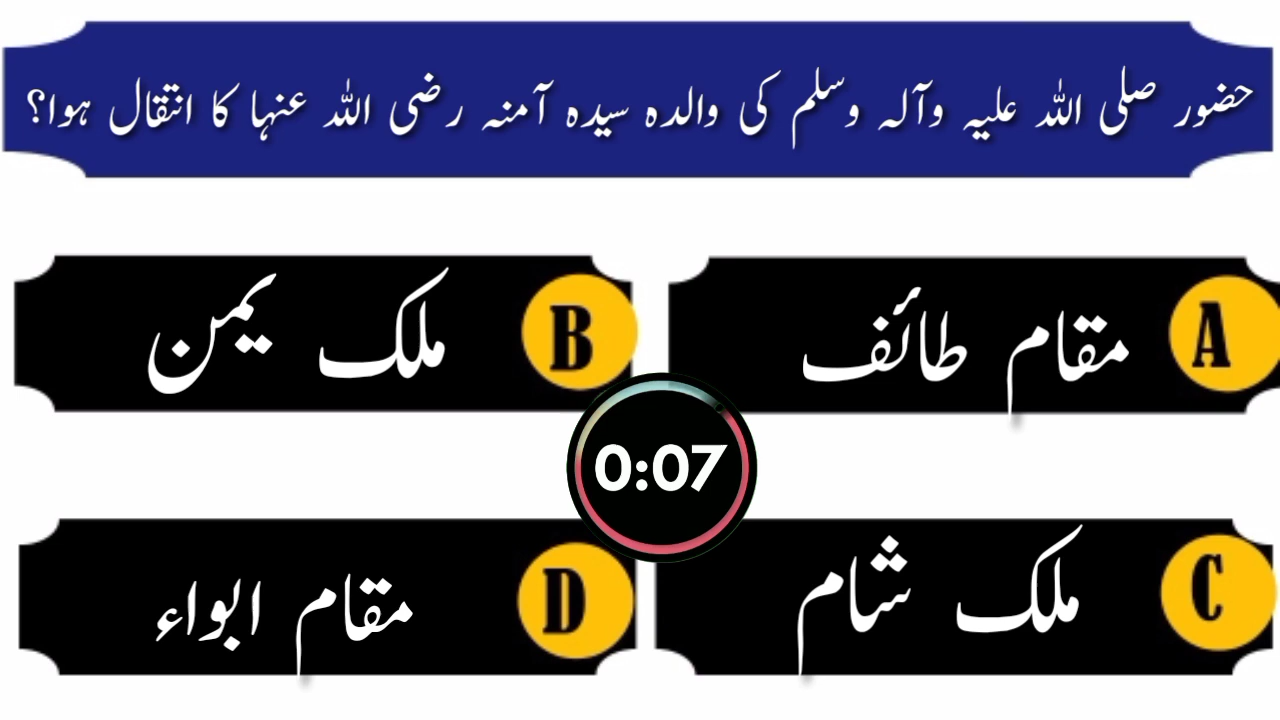 حضور صلی اللہ علیہ وآلہ وسلم کی والدہ سیدہ آمنہ رضی اللہ عنہا کا انتقال ہوا؟
A مقام طائف
B ملک یمن
0:07
C ملک شام
D مقام ابواء